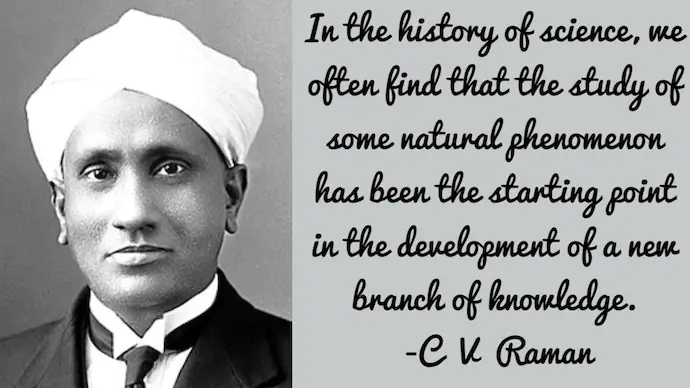 In the history of science, we
often find that the study of
some natural phenomenon
has been the starting point
in the development of a new
branch of knowledge.
-C V Raman